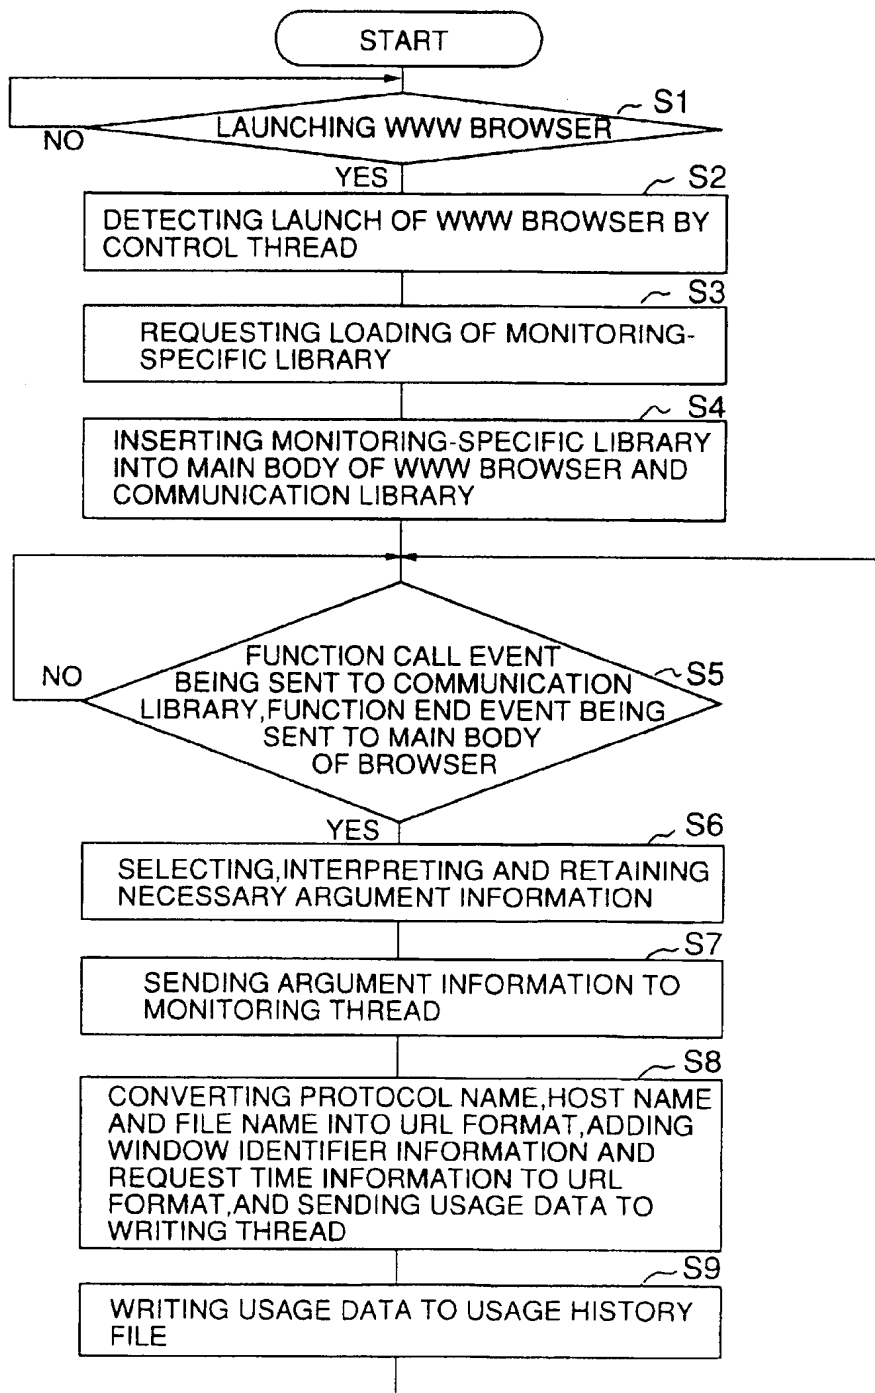 START
S1
LAUNCHING WWW BROWSER
NO
YES
S2
DETECTING LAUNCH OF WWW BROWSER BY
CONTROL THREAD
S3
REQUESTING LOADING OF MONITORING-
SPECIFIC LIBRARY
S4
INSERTING MONITORING-SPECIFIC LIBRARY
INTO MAIN BODY OF WWW BROWSER AND
COMMUNICATION LIBRARY
FUNCTION CALL EVENT
NO
BEING SENT TO COMMUNICATION
S5
LIBRARY,FUNCTION END EVENT BEING
SENT TO MAIN BODY
OF BROWSER
YES
S6
SELECTING,INTERPRETING AND RETAINING
NECESSARY ARGUMENT INFORMATION
S7
SENDING ARGUMENT INFORMATION TO
MONITORING THREAD
S8
CONVERTING PROTOCOL NAME,HOST NAME
AND FILE NAME INTO URL FORMAT,ADDING
WINDOW IDENTIFIER INFORMATION AND
REQUEST TIME INFORMATION TO URL
FORMAT,AND SENDING USAGE DATA TO
WRITING THREAD
S9
WRITING USAGE DATA TO USAGE HISTORY
FILE